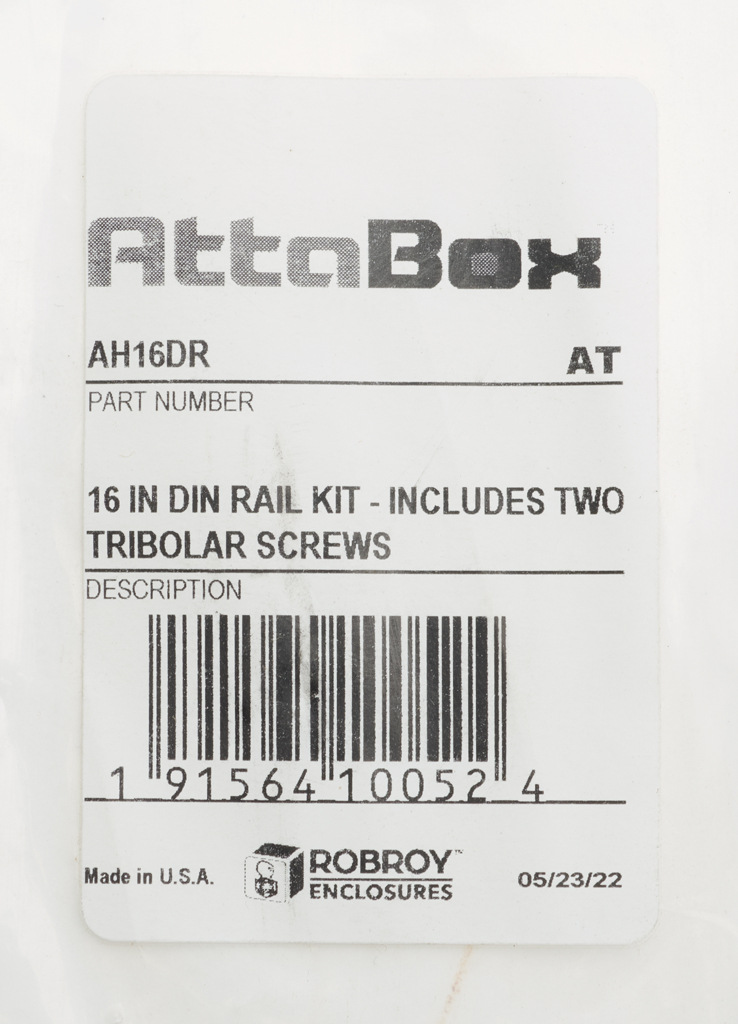 AttaBox
AH16DR AT
PART NUMBER
16 IN DIN RAIL KIT - INCLUDES TWO
TRIBOLAR SCREWS
DESCRIPTION
1 91564 10052 4
Made in U.S.A. ROBROY™ ENCLOSURES 05/23/22